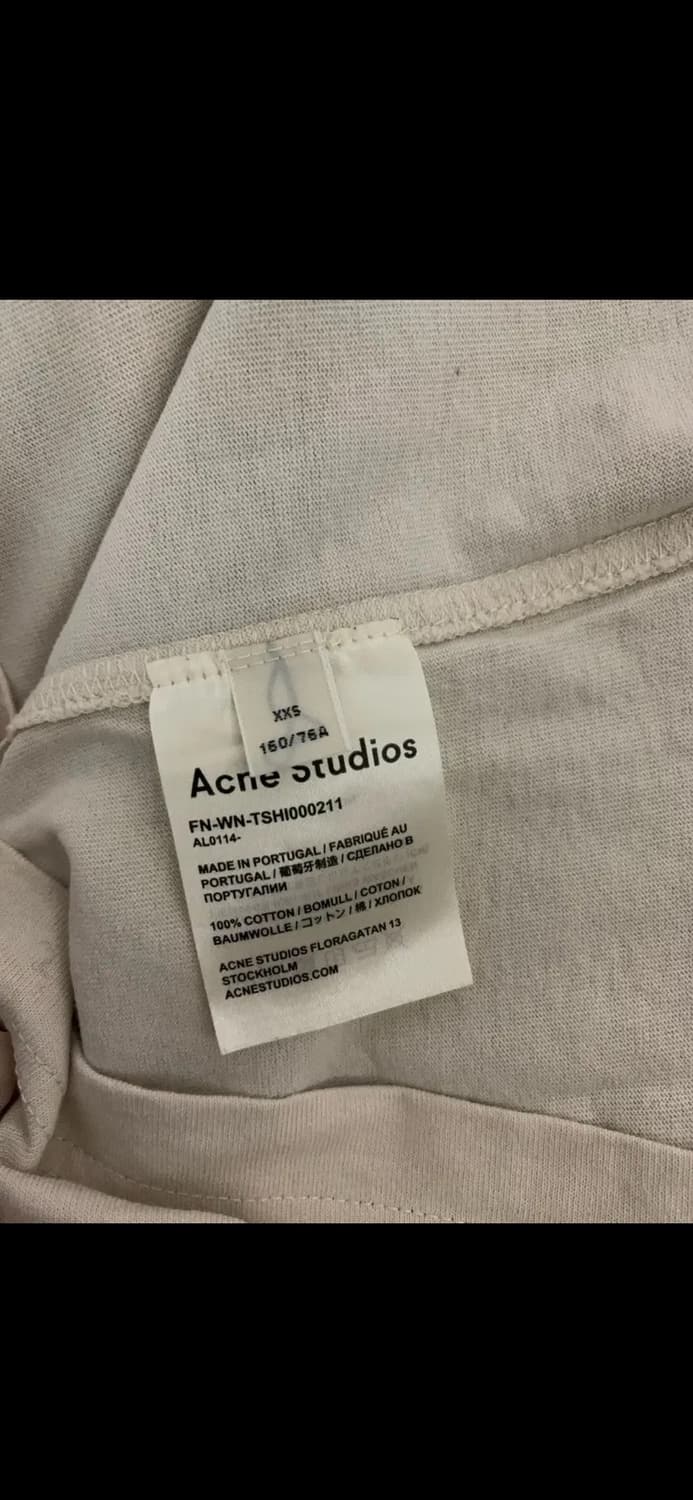 XXS
160/76A
Acne Studios
FN-WN-TSHI000211
AL0114-
MADE IN PORTUGAL / FABRIQUÉ AU
PORTUGAL / 葡萄牙制造 / СДЕЛАНО В
ПОРТУГАЛИИ
100% COTTON / BOMULL / COTON /
BAUMWOLLE / コットン / 棉 / ХЛОПОК
ACNE STUDIOS FLORAGATAN 13
STOCKHOLM
ACNESTUDIOS.COM